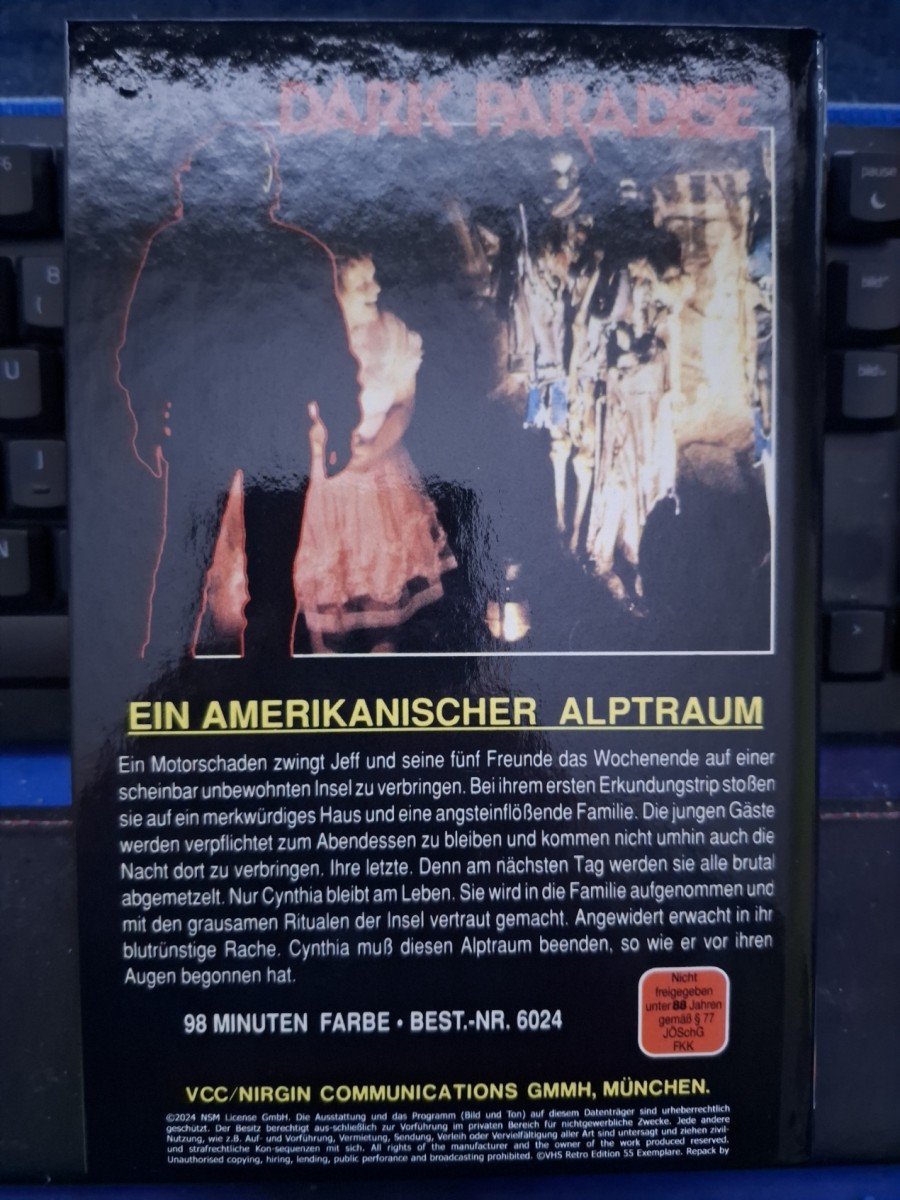 DARK PARADISE
EIN AMERIKANISCHER ALPTRAUM
Ein Motorschaden zwingt Jeff und seine fünf Freunde das Wochenende auf einer
scheinbar unbewohnten Insel zu verbringen. Bei ihrem ersten Erkundungstrip stoßen
sie auf ein merkwürdiges Haus und eine angsteinflößende Familie. Die jungen Gäste
werden verpflichtet zum Abendessen zu bleiben und kommen nicht umhin auch die
Nacht dort zu verbringen. Ihre letzte. Denn am nächsten Tag werden sie alle brutal
abgemetzelt. Nur Cynthia bleibt am Leben. Sie wird in die Familie aufgenommen und
mit den grausamen Ritualen der Insel vertraut gemacht. Angewidert erwacht in ihr
blutrünstige Rache. Cynthia muß diesen Alptraum beenden, so wie er vor ihren
Augen begonnen hat.
Nicht
freigegeben
unter 88 Jahren
gemäß § 77
JÖSchG
FKK
98 MINUTEN FARBE • BEST.-NR. 6024
VCC/NIRGIN COMMUNICATIONS GMMH, MÜNCHEN.
©2024 NSM License GmbH. Die Ausstattung und das Programm (Bild und Ton) auf diesem Datenträger sind urheberrechtlich
geschützt. Der Besitz berechtigt aus-schließlich zur Vorführung im privaten Bereich für nichtgewerbliche Zwecke. Jede andere
Nutzung, wie z.B. Auf- und Vorführung, Vermietung, Sendung, Verleih oder Vervielfältigung aller Art sind untersagt und ziehen zivil-
und strafrechtliche Kon-sequenzen mit sich. All rights of the manufacturer and the owner of the work produced reserved.
Unauthorised copying, hiring, lending, public perforance and broadcasting prohibited. ©VHS Retro Edition 55 Exemplare. Repack by
F6
B
U
J
N
pause
bild
bild
>